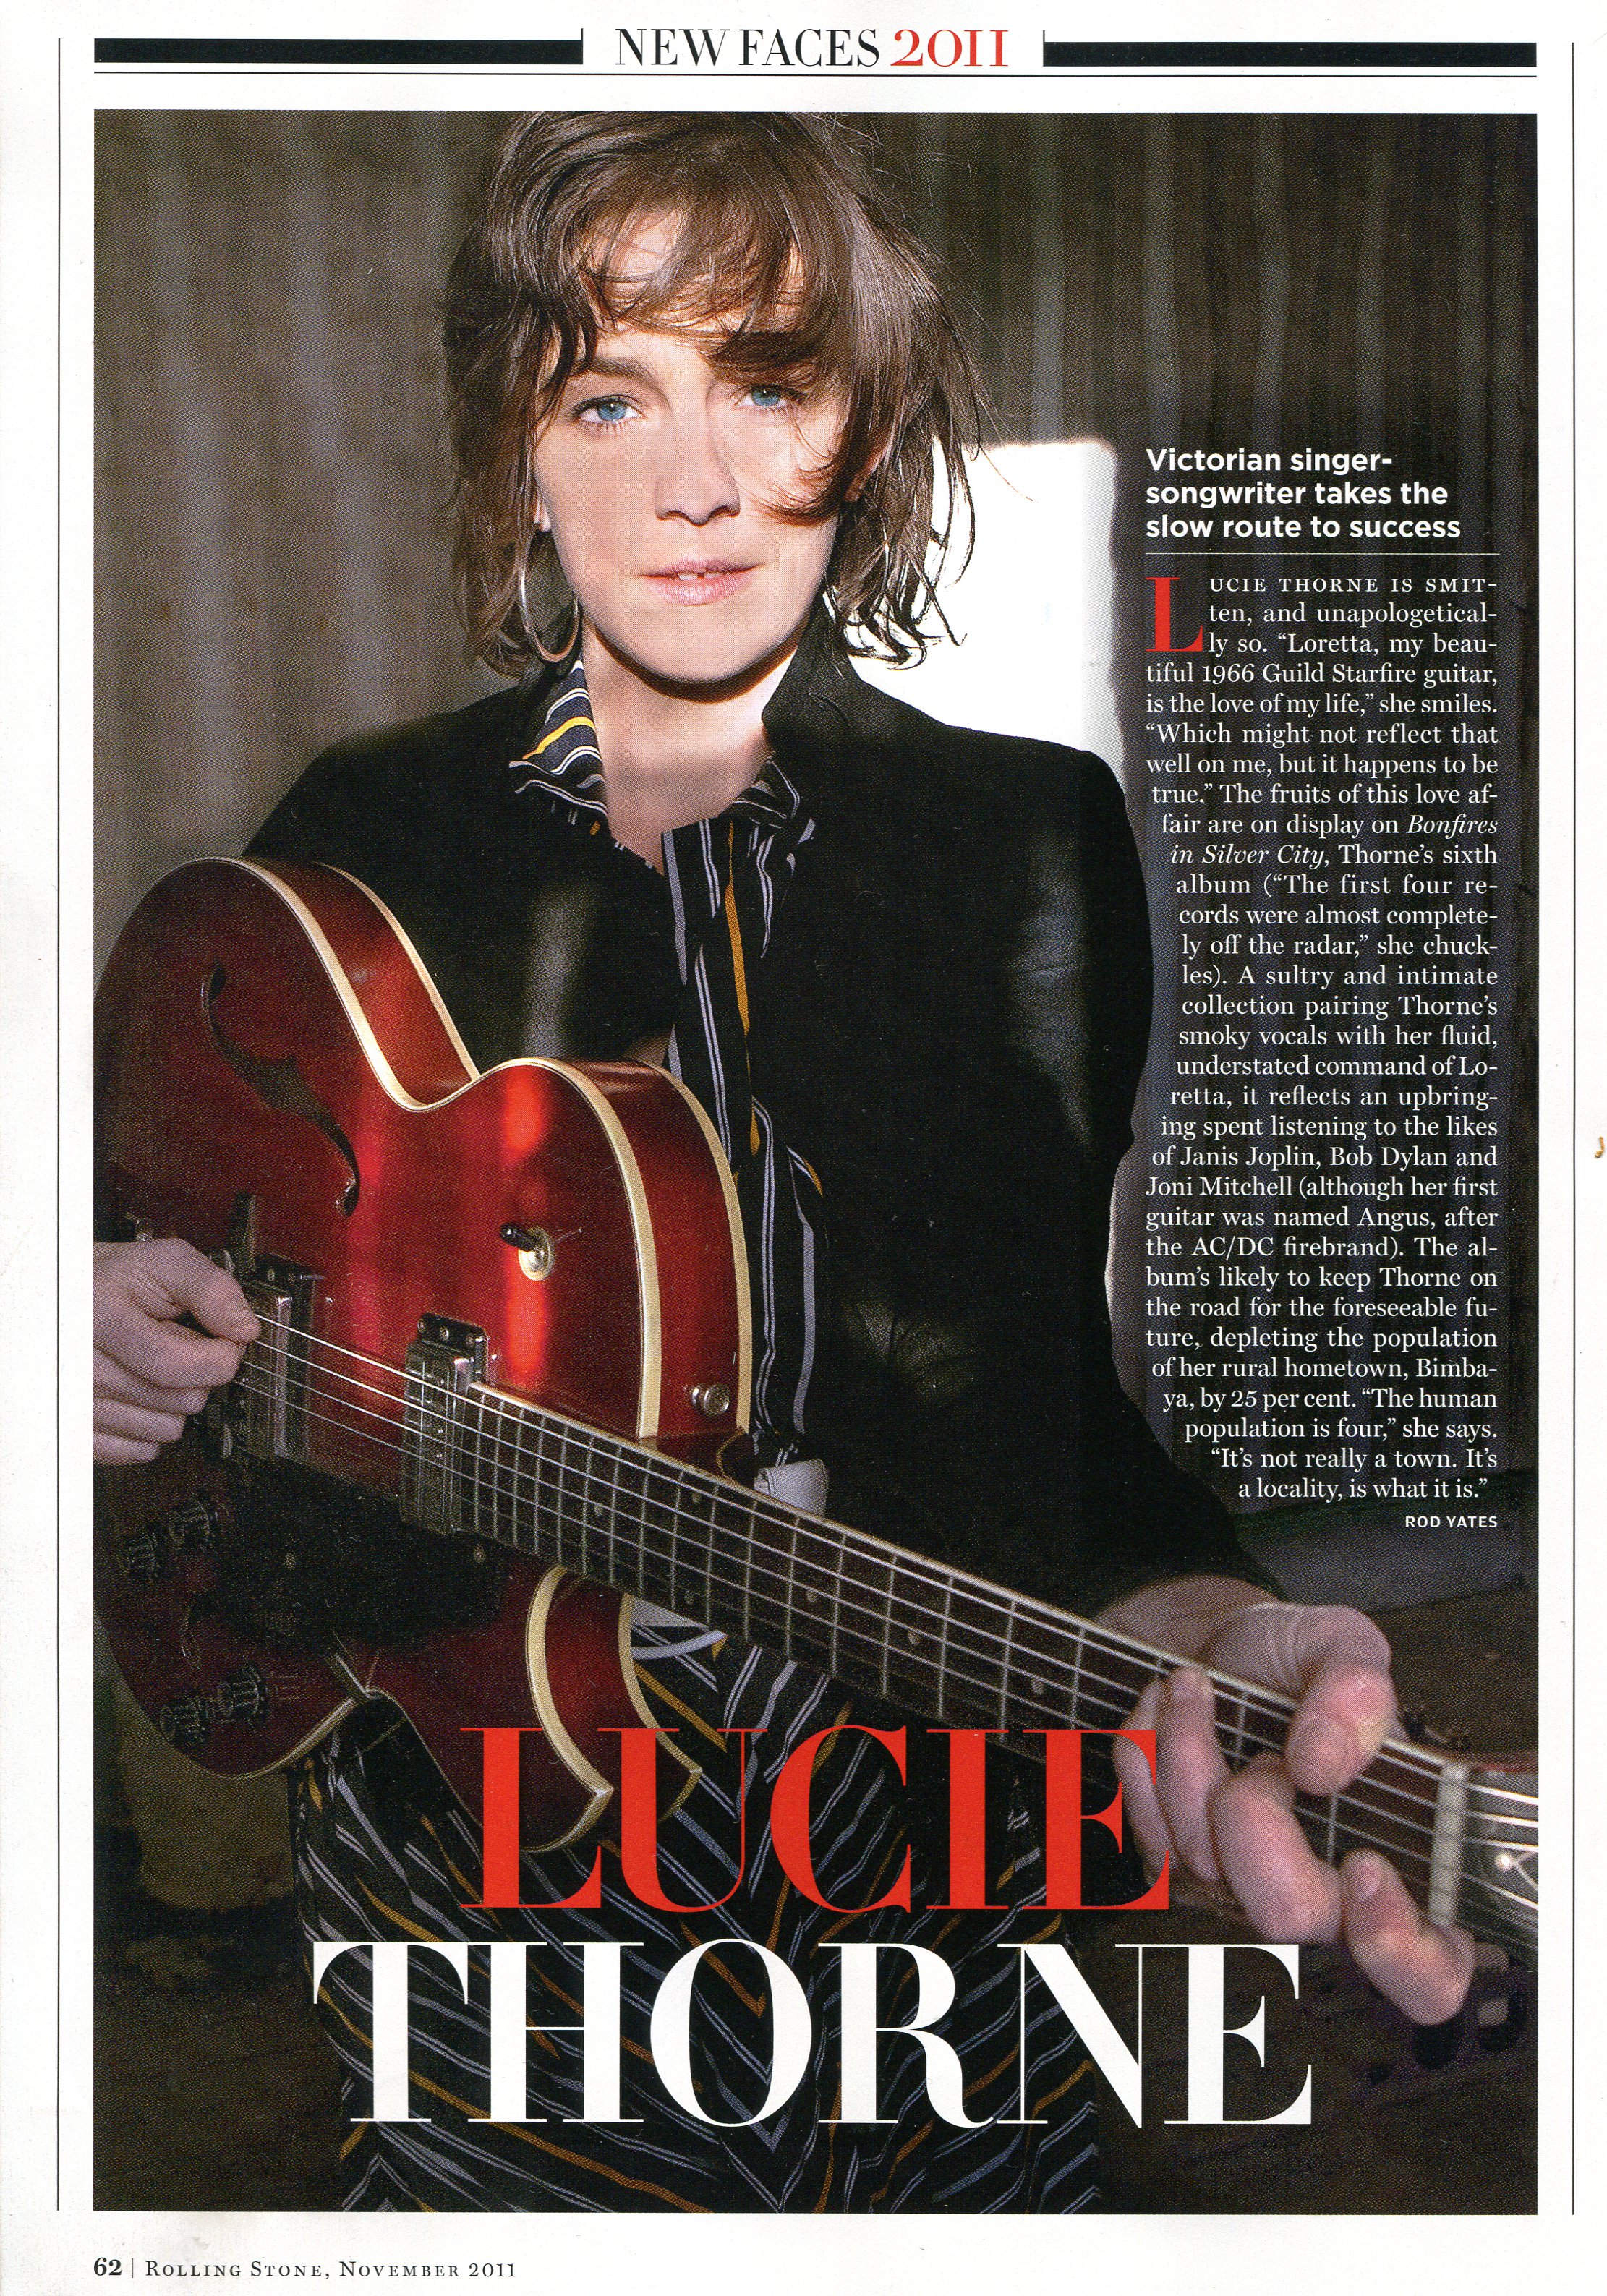 NEW FACES 2011
Victorian singer-
songwriter takes the
slow route to success
LUCIE THORNE IS SMIT-
ten, and unapologetical-
ly so. “Loretta, my beau-
tiful 1966 Guild Starfire guitar,
is the love of my life,” she smiles.
“Which might not reflect that
well on me, but it happens to be
true.” The fruits of this love af-
fair are on display on Bonfires
in Silver City, Thorne’s sixth
album (“The first four re-
cords were almost complete-
ly off the radar,” she chuck-
les). A sultry and intimate
collection pairing Thorne’s
smoky vocals with her fluid,
understated command of Lo-
retta, it reflects an upbring-
ing spent listening to the likes
of Janis Joplin, Bob Dylan and
Joni Mitchell (although her first
guitar was named Angus, after
the AC/DC firebrand). The al-
bum’s likely to keep Thorne on
the road for the foreseeable fu-
ture, depleting the population
of her rural hometown, Bimba-
ya, by 25 per cent. “The human
population is four,” she says.
“It’s not really a town. It’s
a locality, is what it is.”
ROD YATES
LUCIE
THORNE
62 | ROLLING STONE, NOVEMBER 2011